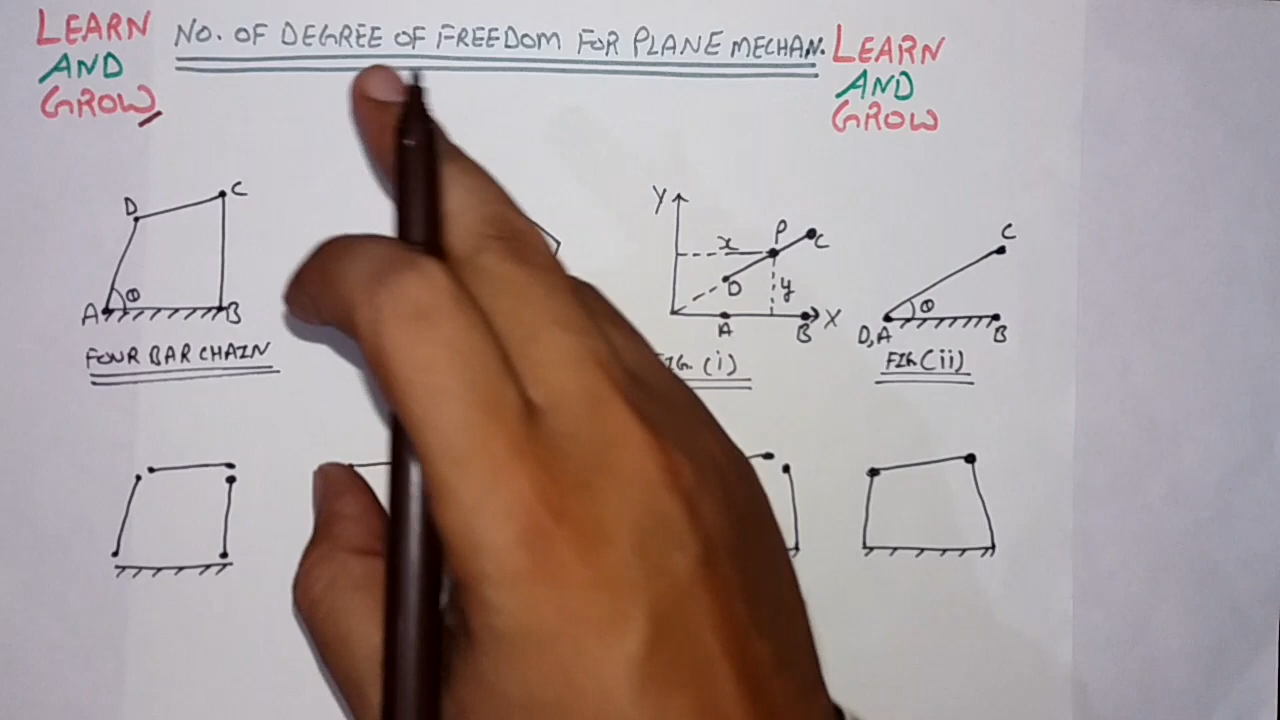 LEARN
AND
GROW
NO. OF DEGREE OF FREEDOM FOR PLANE MECHAN.
LEARN
AND
GROW
D
C
A
θ
B
FOUR BAR CHAIN
Y
x
P
C
D
y
A
B
X
FIG. (i)
C
θ
D,A
B
FIG. (ii)